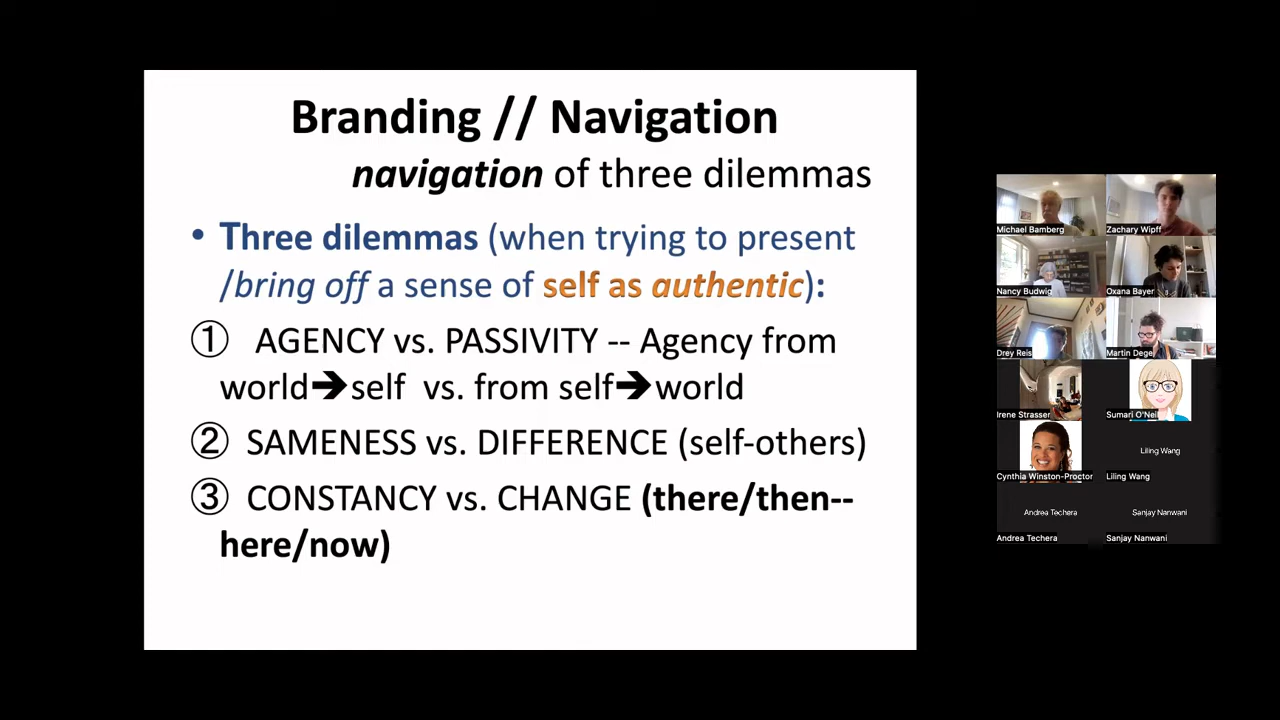 Branding // Navigation
navigation of three dilemmas
• Three dilemmas (when trying to present
/bring off a sense of self as authentic):
① AGENCY vs. PASSIVITY -- Agency from
world➔self vs. from self➔world
② SAMENESS vs. DIFFERENCE (self-others)
③ CONSTANCY vs. CHANGE (there/then--
here/now)
Michael Bamberg
Zachary Wipff
Nancy Budwig
Oxana Bayer
Drey Reis
Martin Dege
Irene Strasser
Sumari O'Neil
Cynthia Winston-Proctor
Liling Wang
Liling Wang
Andrea Techera
Sanjay Nanwani
Andrea Techera
Sanjay Nanwani